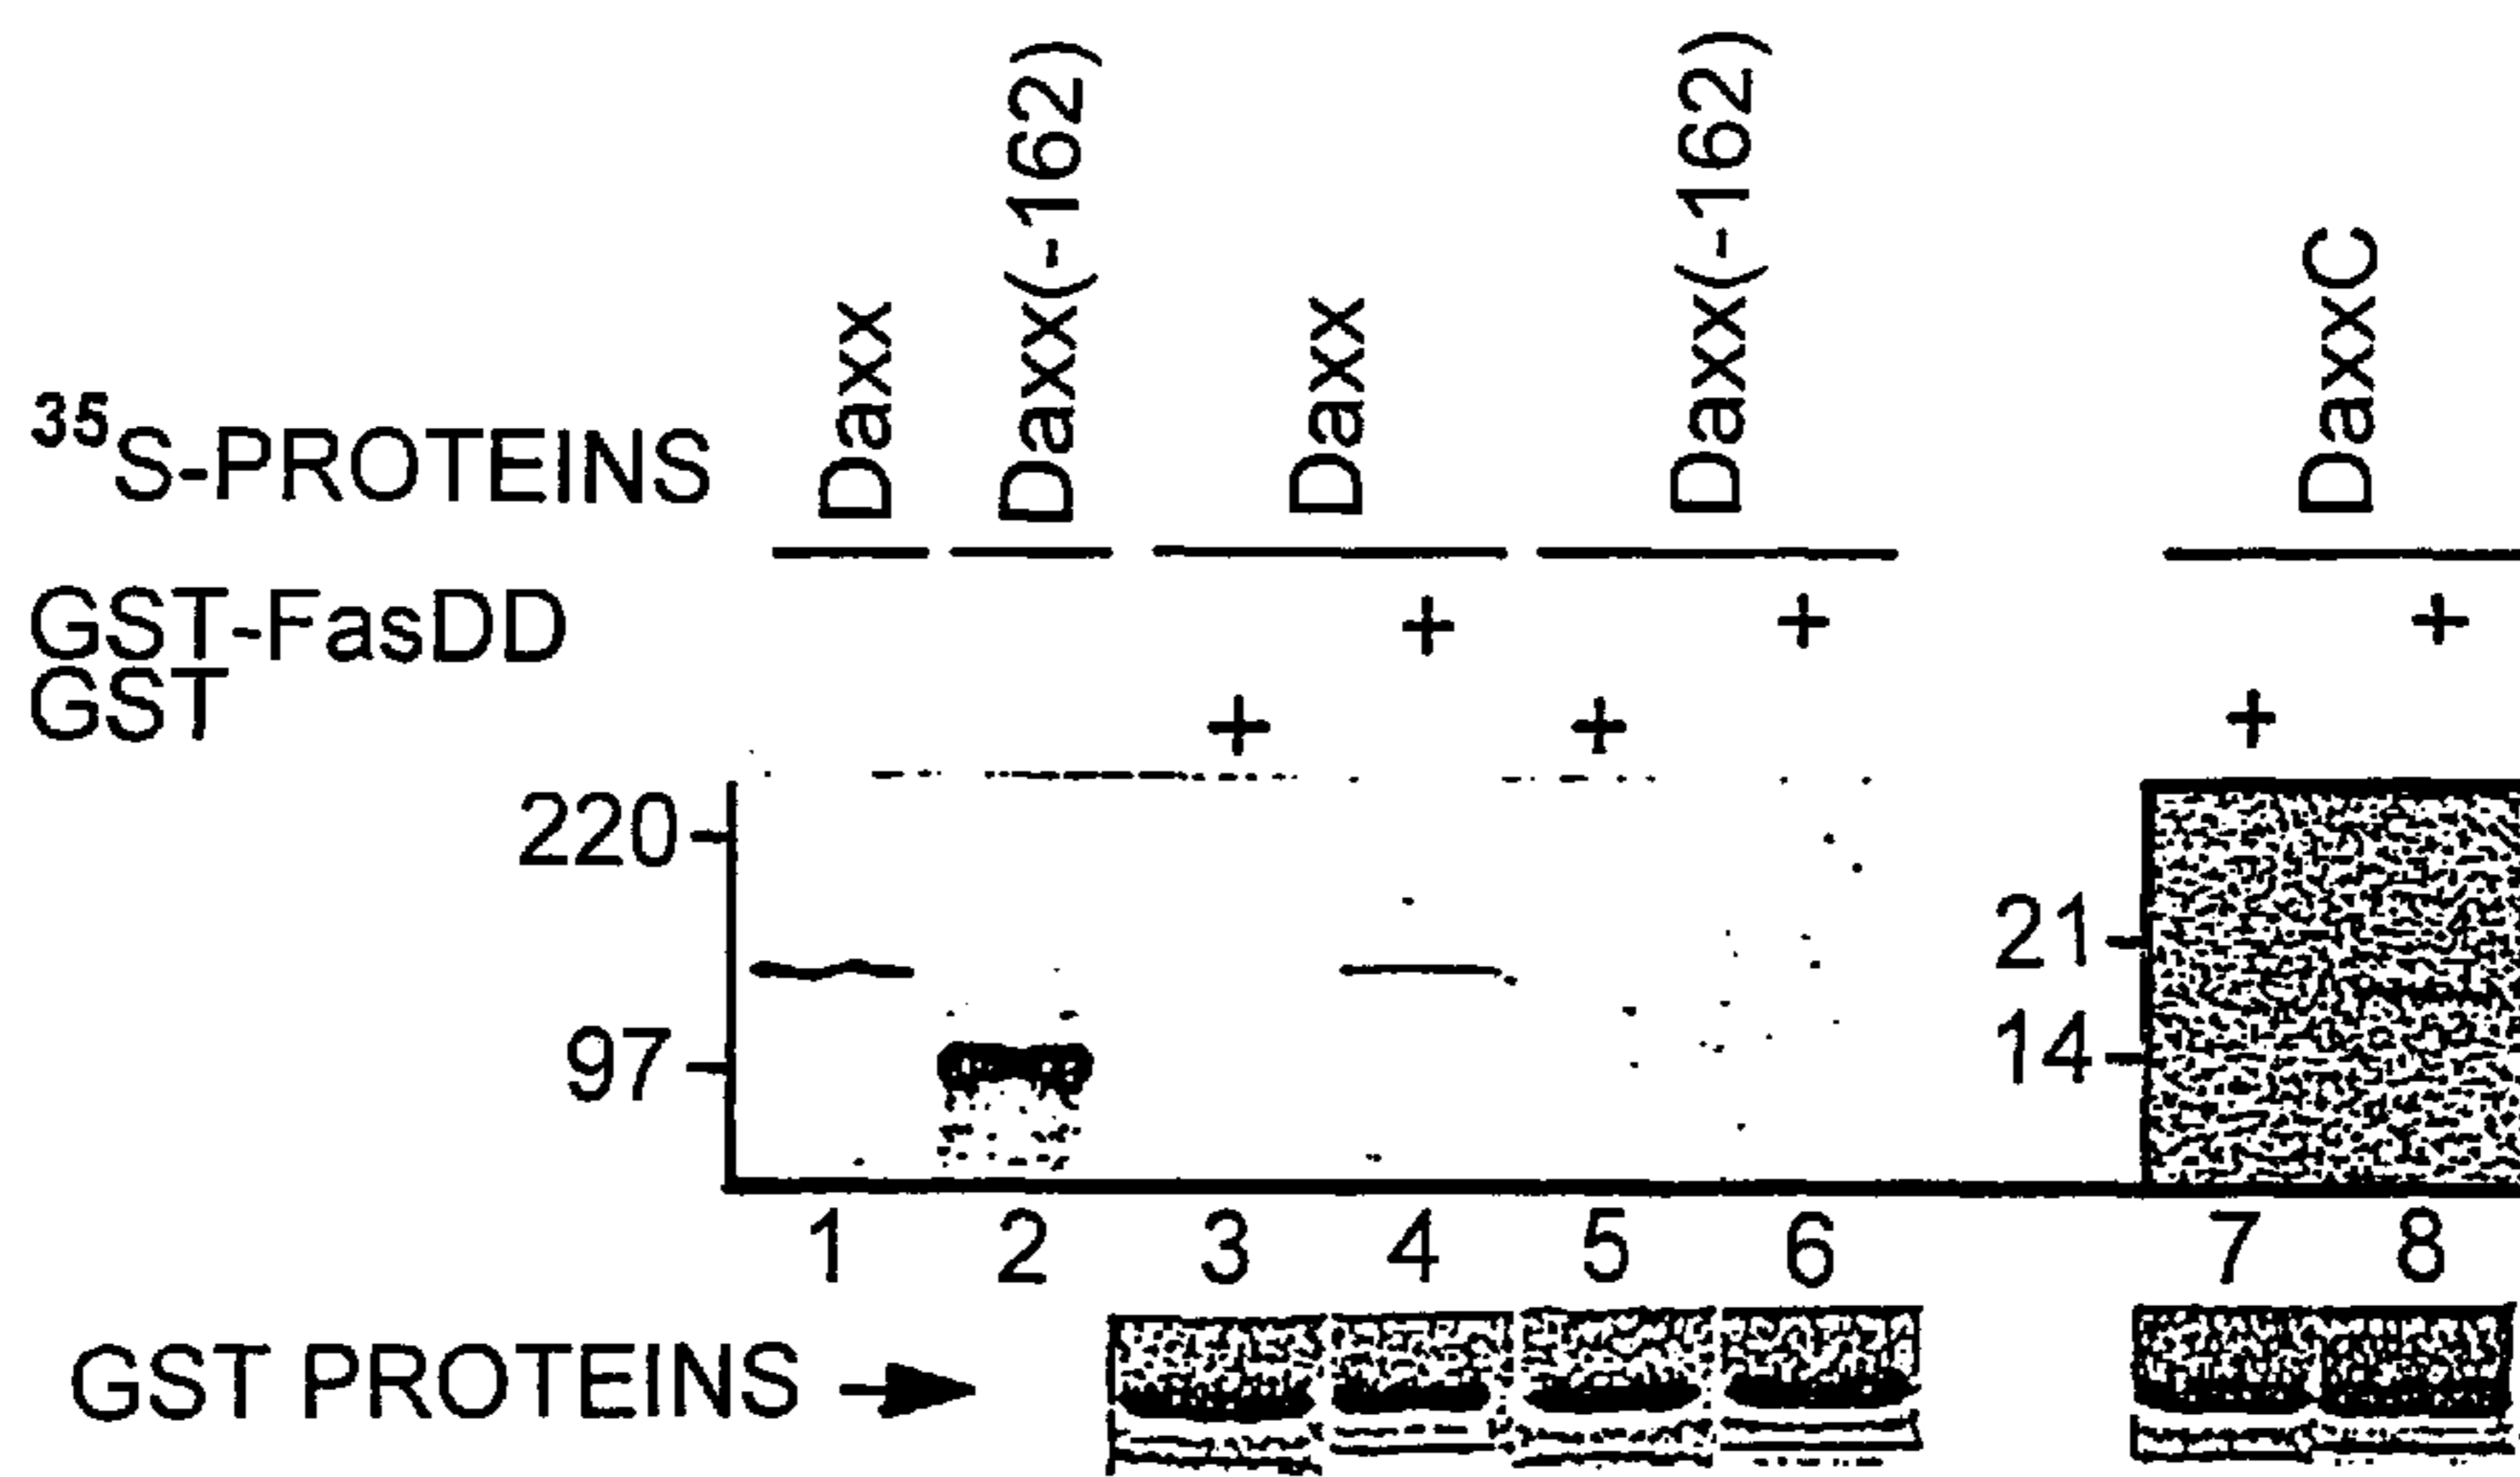 Daxx Daxx(-162) Daxx Daxx(-162) DaxxC
³⁵S-PROTEINS
GST-FasDD + + +
GST + + +
220
21
97
14
1 2 3 4 5 6 7 8
GST PROTEINS